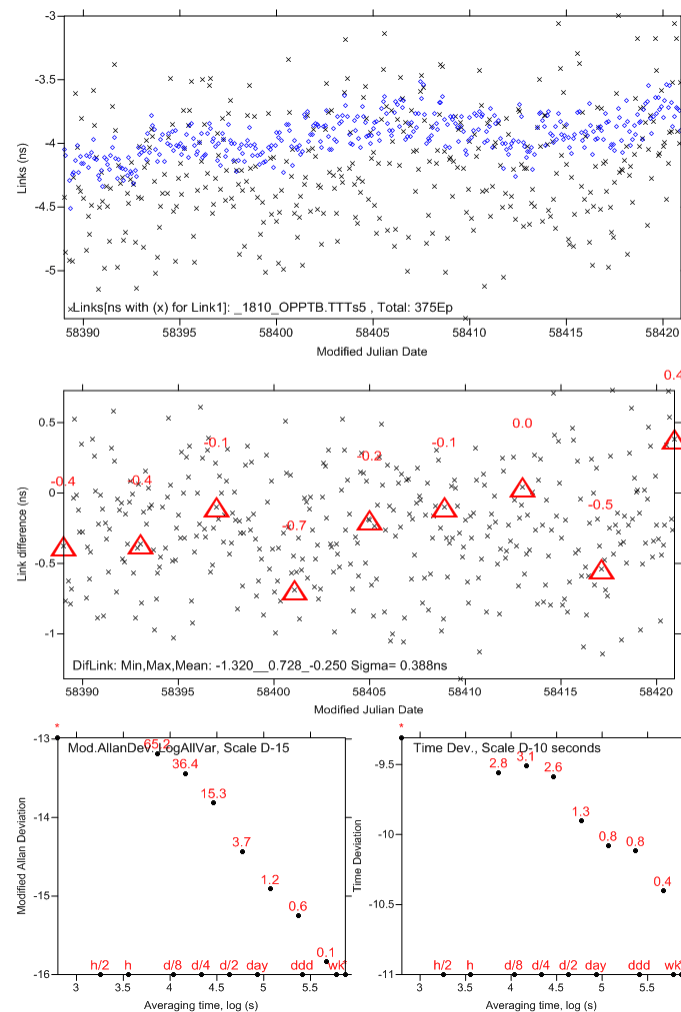 -3
-3.5
-4
-4.5
-5
Links (ns)
Links[ns with (x) for Link1]: _1810_OPPTB.TTTs5 , Total: 375Ep
58390 58395 58400 58405 58410 58415 58420
Modified Julian Date
0.4
0.5
0
-0.5
-1
Link difference (ns)
-0.4 -0.4 -0.1 -0.7 -0.2 -0.1 0.0 -0.5
DifLink: Min,Max,Mean: -1.320__0.728_-0.250 Sigma= 0.388ns
58390 58395 58400 58405 58410 58415 58420
Modified Julian Date
*
-13
-14
-15
-16
Modified Allan Deviation
Mod.AllanDev. LogAllVar, Scale D-15
65.2
36.4
15.3
3.7
1.2
0.6
0.1
h/2 h d/8 d/4 d/2 day ddd wk*
3 3.5 4 4.5 5 5.5
Averaging time, log (s)
*
-9.5
-10
-10.5
-11
Time Deviation
Time Dev., Scale D-10 seconds
2.8
3.1
2.6
1.3
0.8
0.8
0.4
h/2 h d/8 d/4 d/2 day ddd wk
3 3.5 4 4.5 5 5.5
Averaging time, log (s)